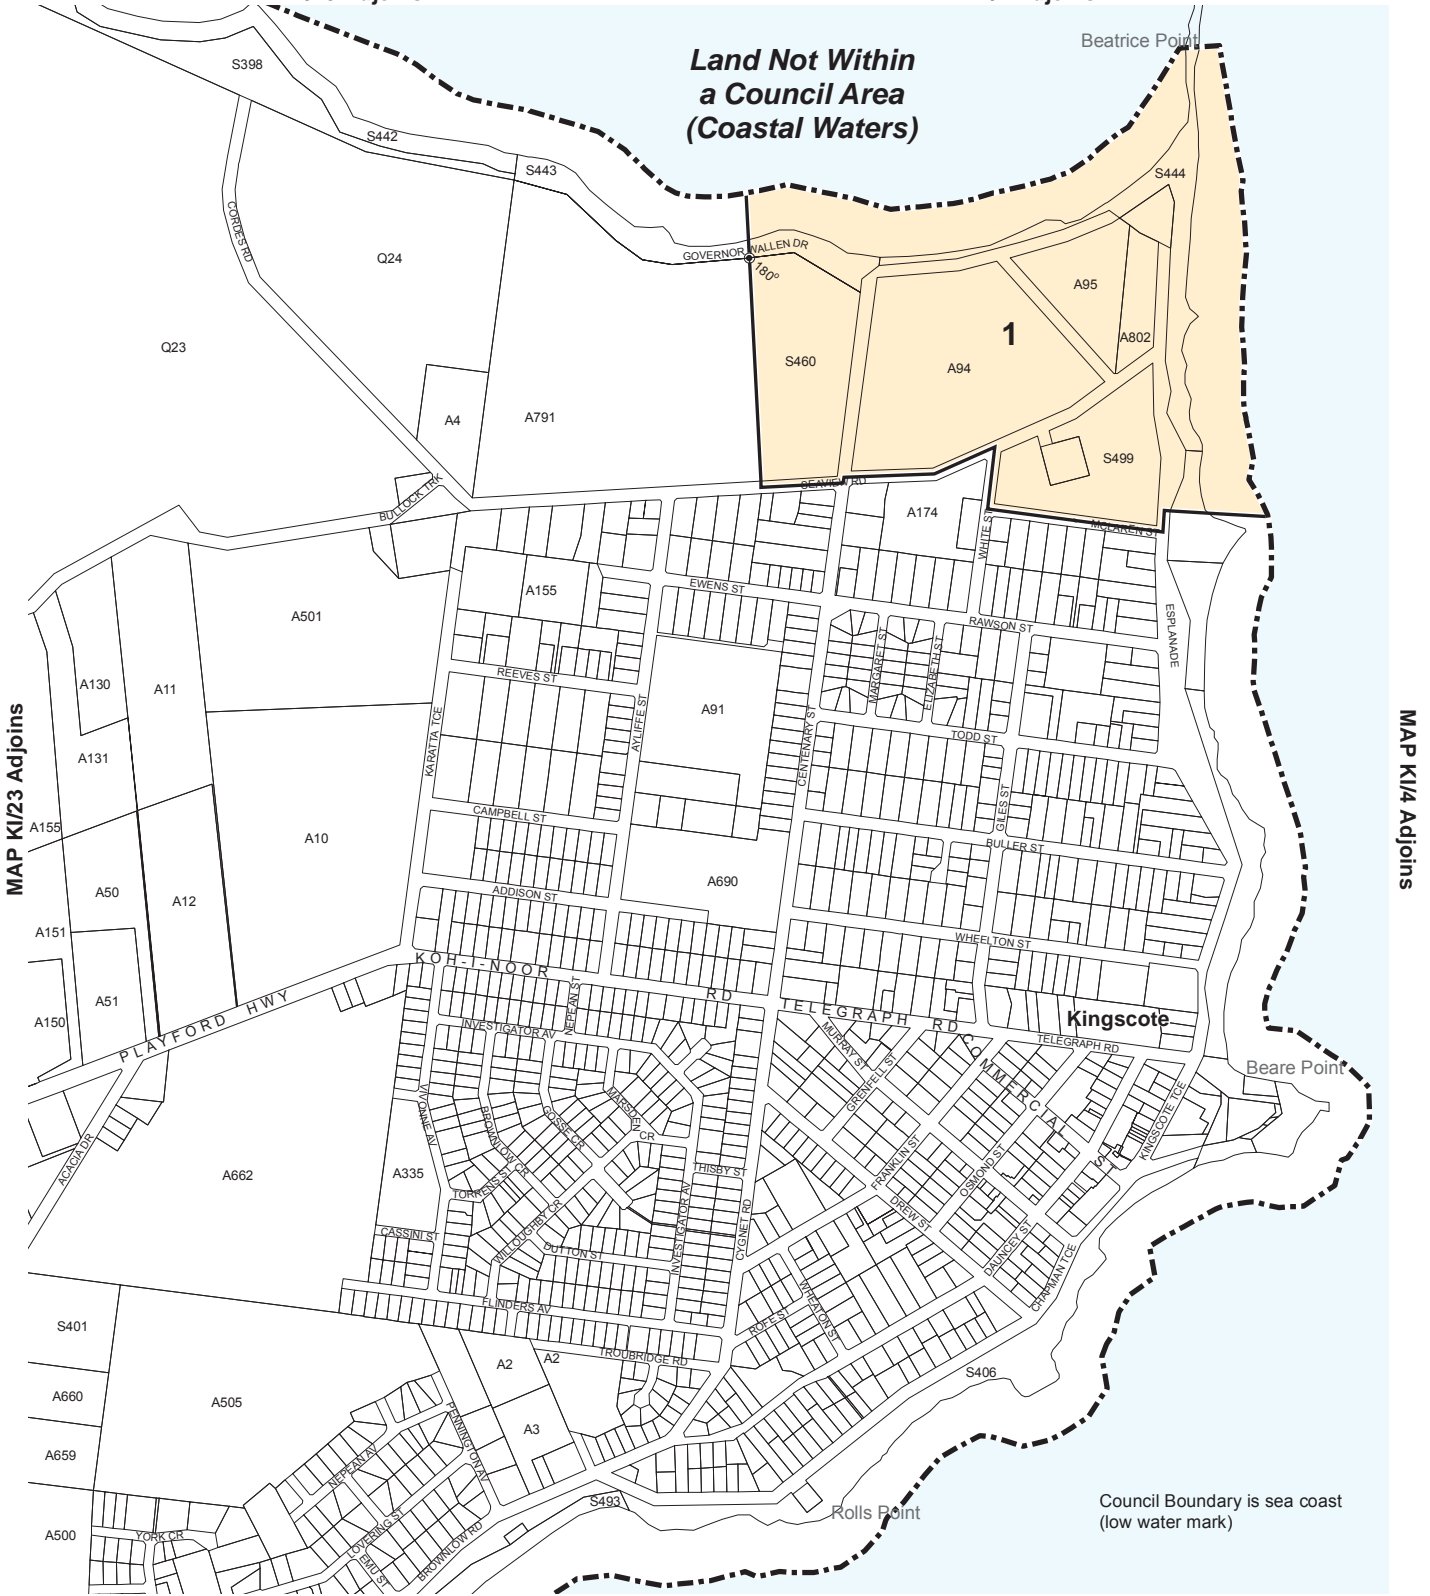 Beatrice Point
Land Not Within
a Council Area
(Coastal Waters)
S398
S442
S443
S444
CORDES RD
Q24
GOVERNOR WALLEN DR
180°
A95
1
A802
Q23
S460
A94
A4
A791
S499
BULLOCK TRK
SEAVIEW RD
A174
WHITE ST
MCLAREN ST
A155
EWENS ST
A501
RAWSON ST
ESPLANADE
MARGARET ST
ELIZABETH ST
REEVES ST
A130
A11
A91
KARATTA TCE
AYLIFFE ST
CENTENARY ST
TODD ST
MAP KI/23 Adjoins
MAP KI/4 Adjoins
A131
A155
A10
CAMPBELL ST
GILES ST
BULLER ST
A50
A12
A690
ADDISON ST
A151
WHEELTON ST
KOH-I-NOOR RD
A51
A150
PLAYFORD HWY
NEPEAN ST
INVESTIGATOR AV
TELEGRAPH RD
Kingscote
MURRAY ST
COMMERCIAL ST
TELEGRAPH RD
Beare Point
GRENFELL ST
VIVONNE AV
BROWNLOW CR
GOSSE CR
MARSDEN CR
KINGSCOTE TCE
ACACIA DR
A662
A335
TORRENS ST
THISBY ST
FRANKLIN ST
OSMOND ST
DREW ST
WILLOUGHBY CR
INVESTIGATOR AV
CYGNET RD
CASSINI ST
DUTTON ST
DAUNCEY ST
CHAPMAN TCE
FLINDERS AV
WHEATON ST
ROFE ST
S401
TROUBRIDGE RD
A2
A2
S406
A660
A505
A3
PENNINGTON AV
A659
NEPEAN AV
S493
Rolls Point
Council Boundary is sea coast
(low water mark)
A500
YORK CR
LOVERING ST
EMU ST
BROWNLOW RD